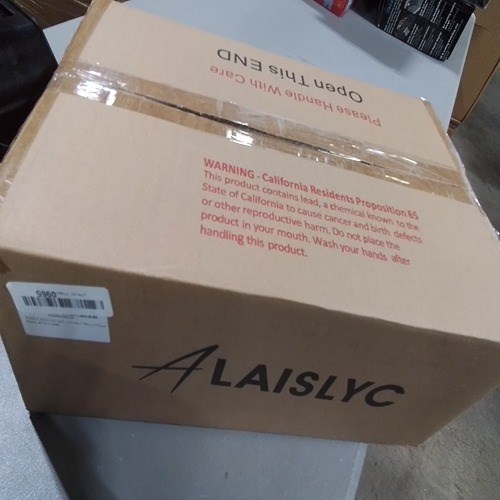 Open This END
Please Handle With Care
WARNING - California Residents Proposition 65
This product contains lead, a chemical known to the
State of California to cause cancer and birth defects
or other reproductive harm. Do not place the
product in your mouth. Wash your hands after
handling this product.
ALAISLYC